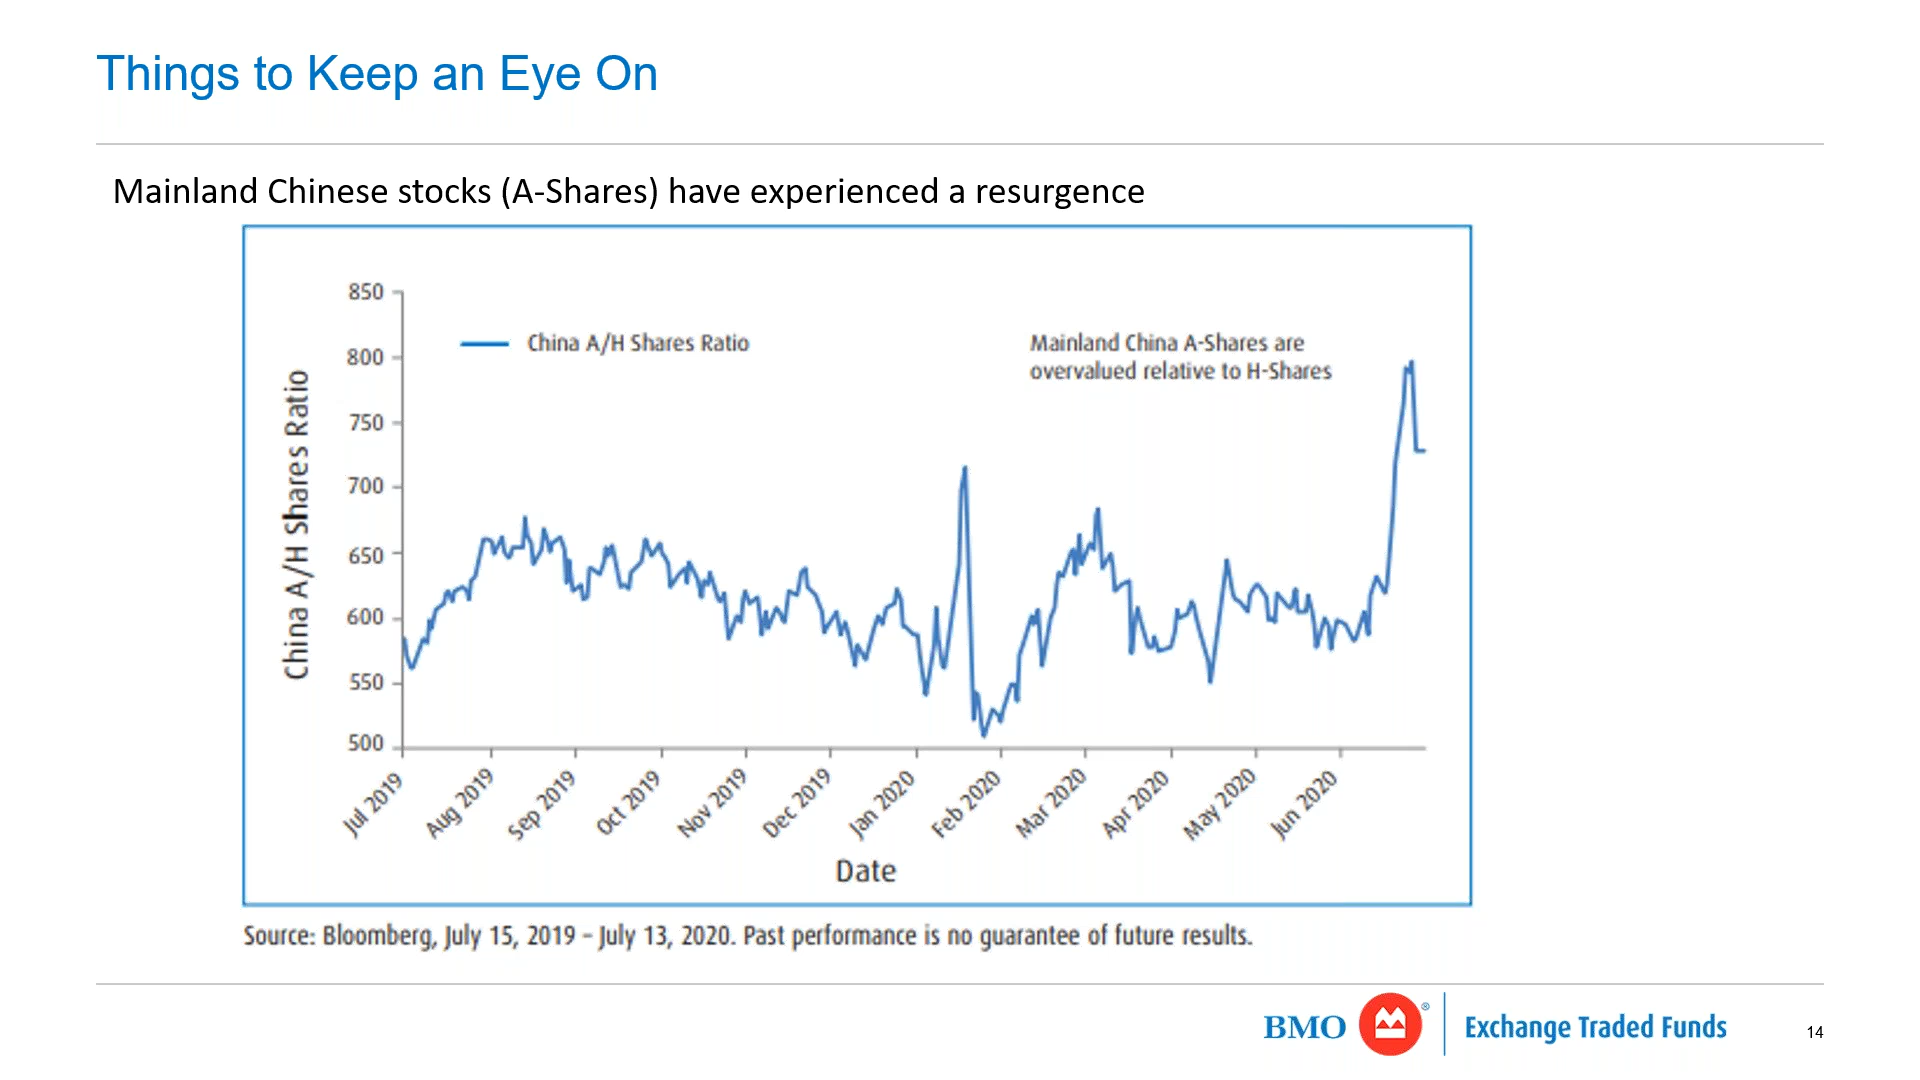 Things to Keep an Eye On
Mainland Chinese stocks (A-Shares) have experienced a resurgence
850
800
750
700
650
600
550
500
China A/H Shares Ratio
China A/H Shares Ratio
Mainland China A-Shares are
overvalued relative to H-Shares
Jul 2019
Aug 2019
Sep 2019
Oct 2019
Nov 2019
Dec 2019
Jan 2020
Feb 2020
Mar 2020
Apr 2020
May 2020
Jun 2020
Date
Source: Bloomberg, July 15, 2019 – July 13, 2020. Past performance is no guarantee of future results.
BMO ® Exchange Traded Funds
14